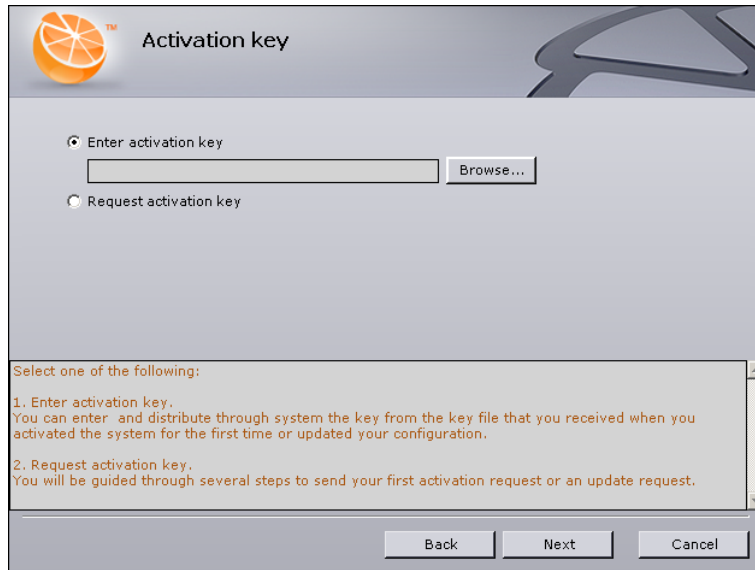 TM
Activation key
Enter activation key
Browse...
Request activation key
Select one of the following:
1. Enter activation key.
You can enter  and distribute through system the key from the key file that you received when you
activated the system for the first time or updated your configuration.
2. Request activation key.
You will be guided through several steps to send your first activation request or an update request.
Back
Next
Cancel